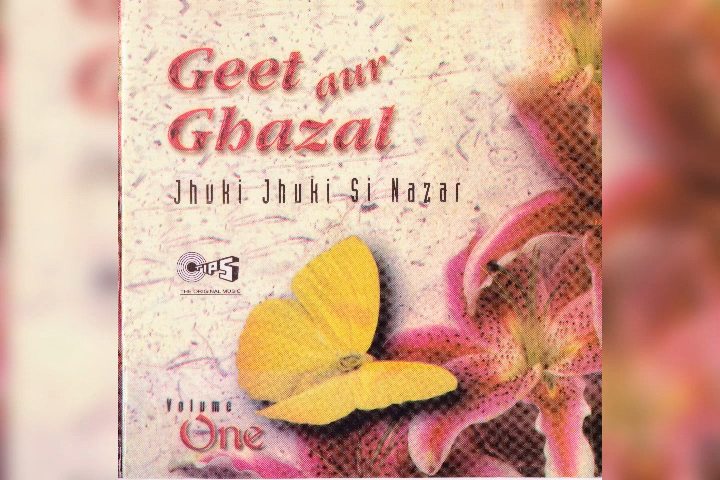 Geet aur
Ghazal
Jhuki Jhuki Si Nazar
TIPS
THE ORIGINAL MUSIC
Volume
One